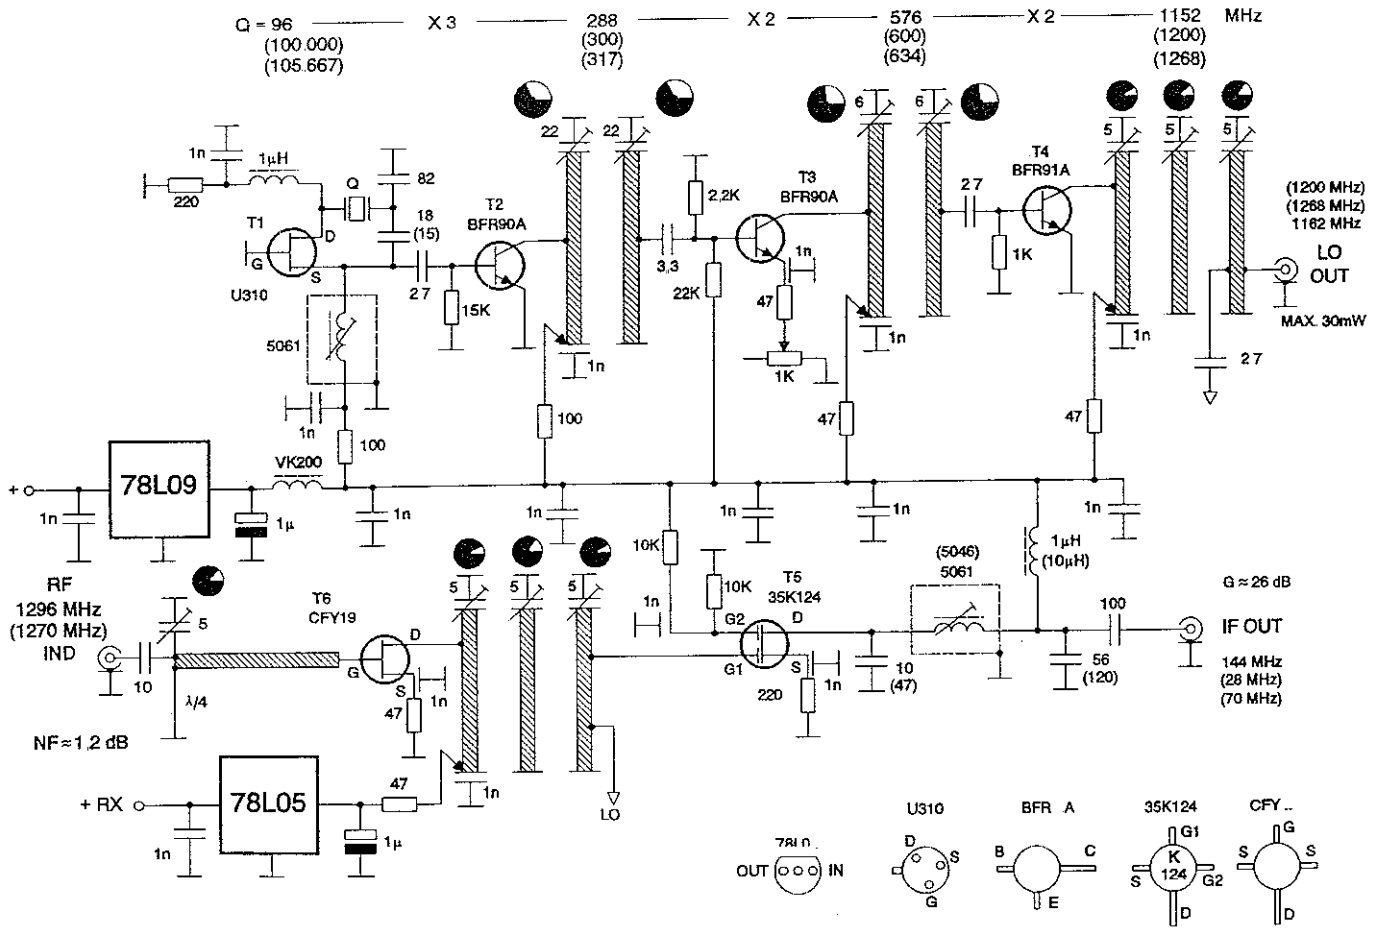 Q = 96 X 3 288 X 2 576 X 2 1152 MHz
(100.000) (300) (600) (1200)
(105.667) (317) (634) (1268)
22
22
6
6
5
5
5
1n
1µH
220
Q
82
18
(15)
T1
D
G
S
U310
27
T2
BFR90A
15K
5061
1n
100
1n
100
3,3
2,2K
22K
T3
BFR90A
1n
47
1K
1n
47
27
T4
BFR91A
1K
1n
47
(1200 MHz)
(1268 MHz)
1162 MHz
LO
OUT
MAX. 30mW
27
+
1n
78L09
1µ
VK200
1n
1n
1n
1n
1n
RF
1296 MHz
(1270 MHz)
IND
10
5
λ/4
NF≈1,2 dB
T6
CFY19
D
G
S
1n
47
5
5
5
1n
LO
10K
10K
1n
T5
35K124
G2
D
G1
S
1n
220
10
(47)
(5046)
5061
1µH
(10µH)
56
(120)
100
G ≈ 26 dB
IF OUT
144 MHz
(28 MHz)
(70 MHz)
+ RX
1n
78L05
1µ
47
78L0..
OUT
IN
U310
D
S
G
BFR A
B
C
E
35K124
G1
K
124
S
G2
D
CFY..
G
S
S
D